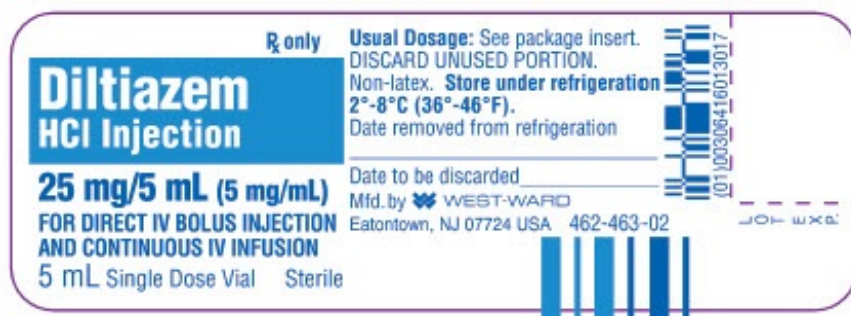 ℞ only
Diltiazem
HCl Injection
25 mg/5 mL (5 mg/mL)
FOR DIRECT IV BOLUS INJECTION
AND CONTINUOUS IV INFUSION
5 mL Single Dose Vial Sterile
Usual Dosage: See package insert.
DISCARD UNUSED PORTION.
Non-latex. Store under refrigeration
2°-8°C (36°-46°F).
Date removed from refrigeration
Date to be discarded
Mfd. by WEST-WARD
Eatontown, NJ 07724 USA 462-463-02
(01)00306416013017
LOT
EXP.